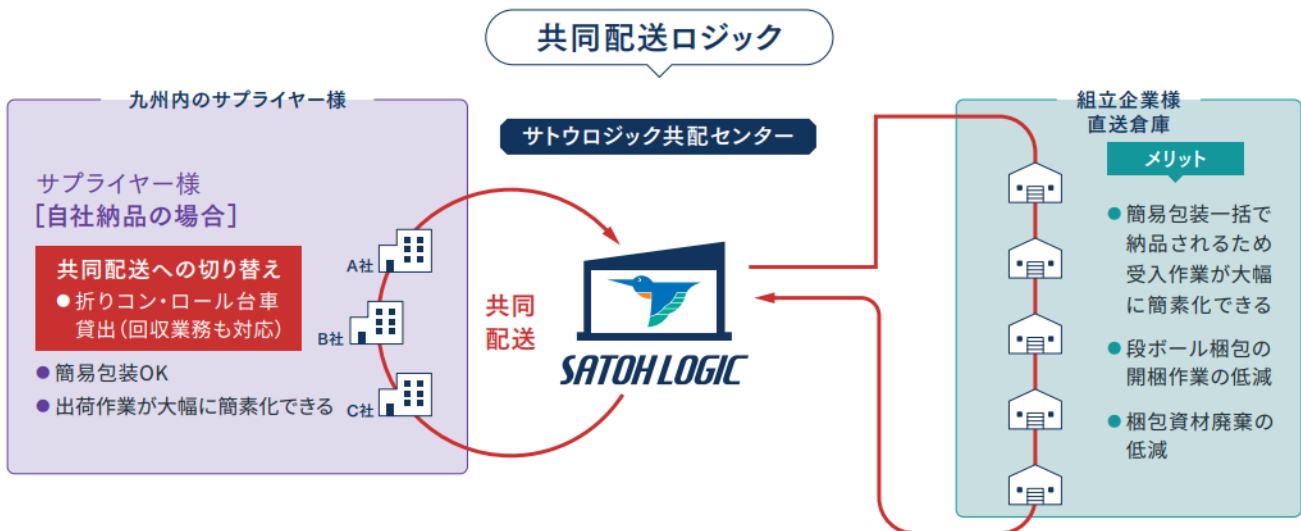 共同配送ロジック
九州内のサプライヤー様
サプライヤー様
［自社納品の場合］
共同配送への切り替え
●折りコン・ロール台車
貸出（回収業務も対応）
●簡易包装OK
●出荷作業が大幅に簡素化できる
A社
B社
C社
共同
配送
サトウロジック共配センター
SATOH LOGIC
組立企業様
直送倉庫
メリット
●簡易包装一括で
納品されるため
受入作業が大幅
に簡素化できる
●段ボール梱包の
開梱作業の低減
●梱包資材廃棄の
低減